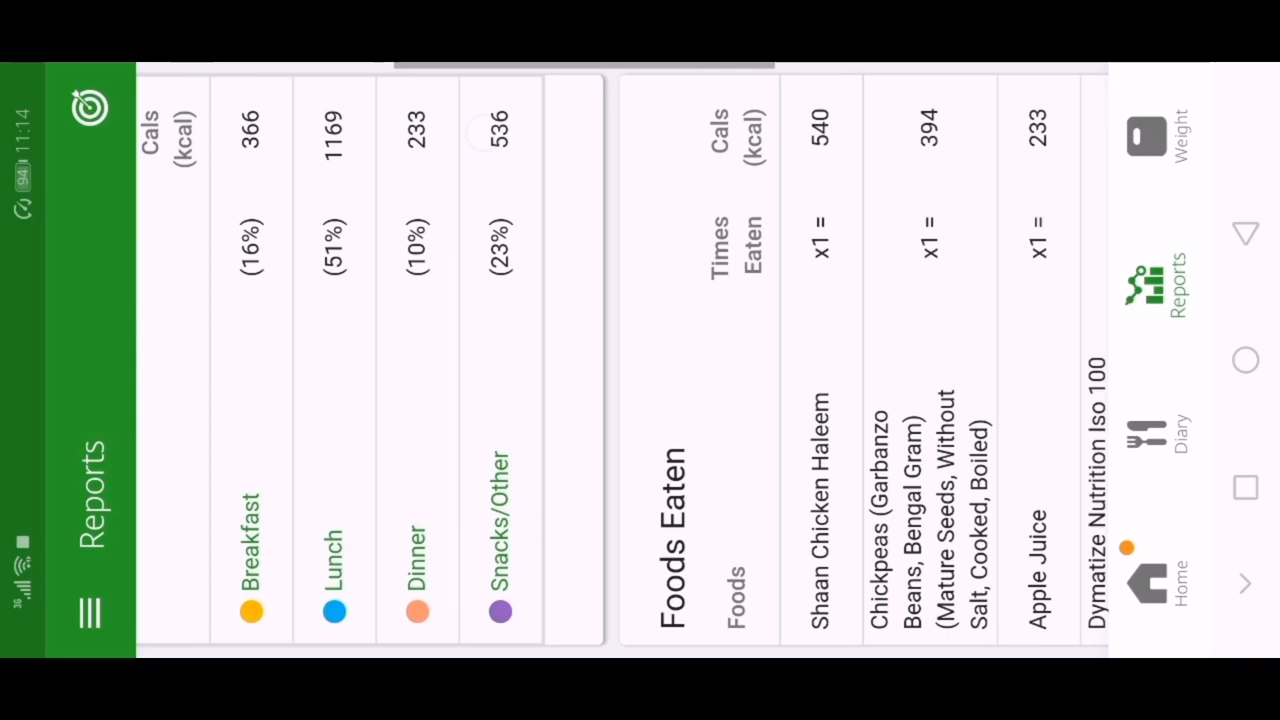 3G 94 11:14
Reports
Cals
(kcal)
Breakfast (16%) 366
Lunch (51%) 1169
Dinner (10%) 233
Snacks/Other (23%) 536
Foods Eaten
Foods Times Cals
Eaten (kcal)
Shaan Chicken Haleem x1 = 540
Chickpeas (Garbanzo
Beans, Bengal Gram) x1 = 394
(Mature Seeds, Without
Salt, Cooked, Boiled)
Apple Juice x1 = 233
Dymatize Nutrition Iso 100
Home Diary Reports Weight